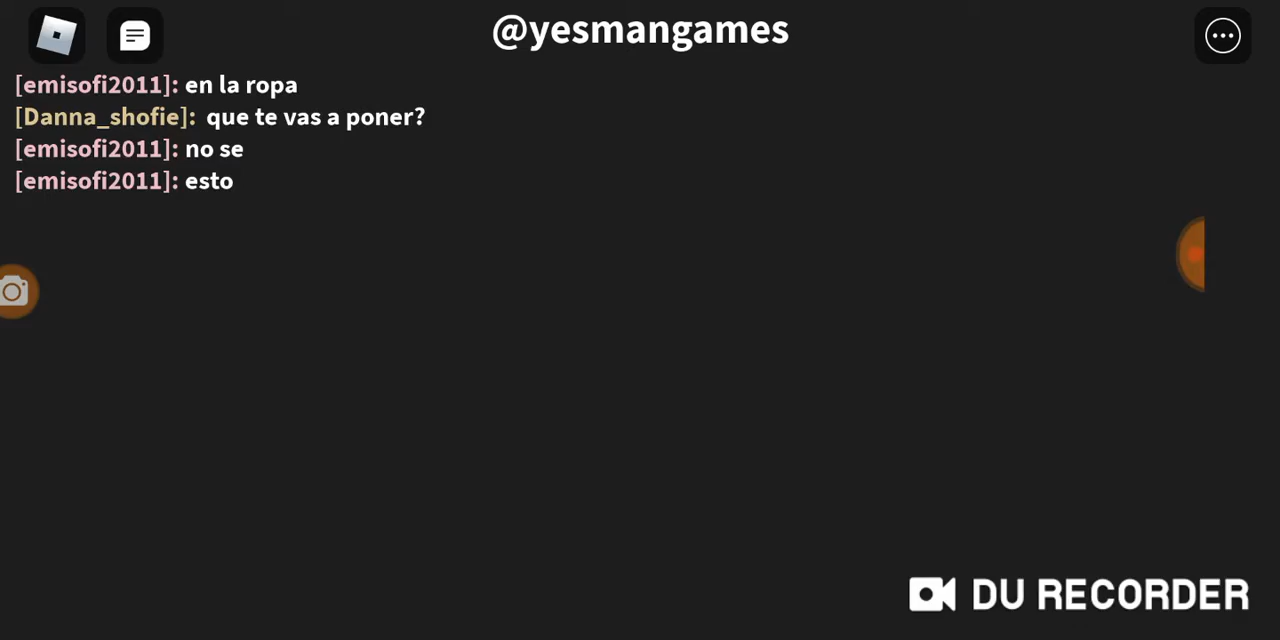 @yesmangames
[emisofi2011]: en la ropa
[Danna_shofie]: que te vas a poner?
[emisofi2011]: no se
[emisofi2011]: esto
DU RECORDER